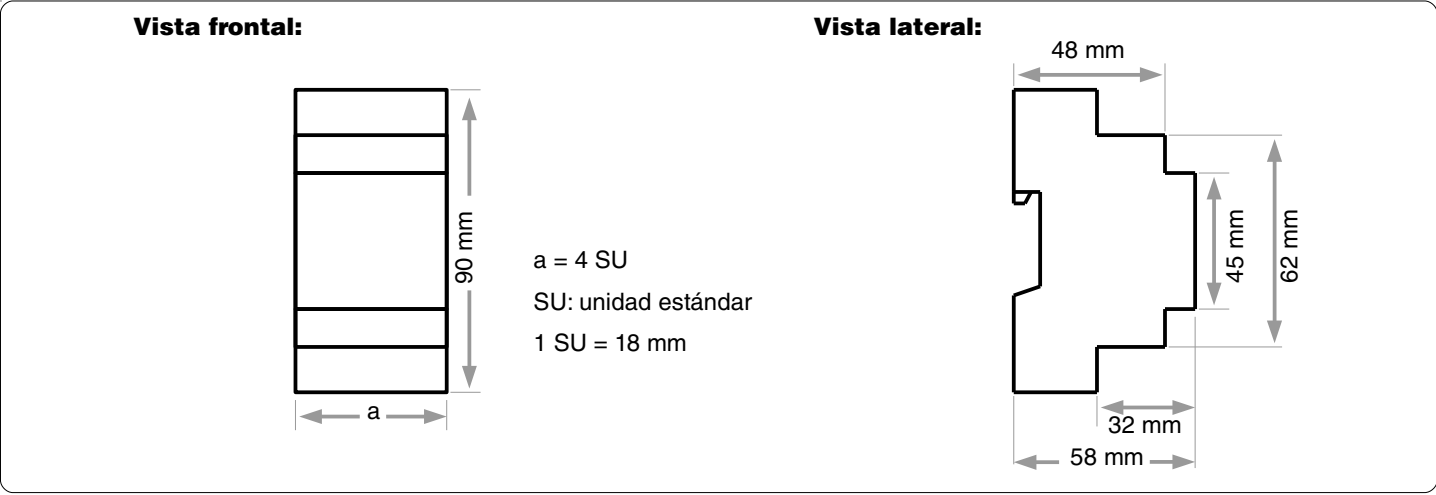 Vista frontal:
Vista lateral:
48 mm
90 mm
a = 4 SU
SU: unidad estándar
1 SU = 18 mm
45 mm
62 mm
a
32 mm
58 mm